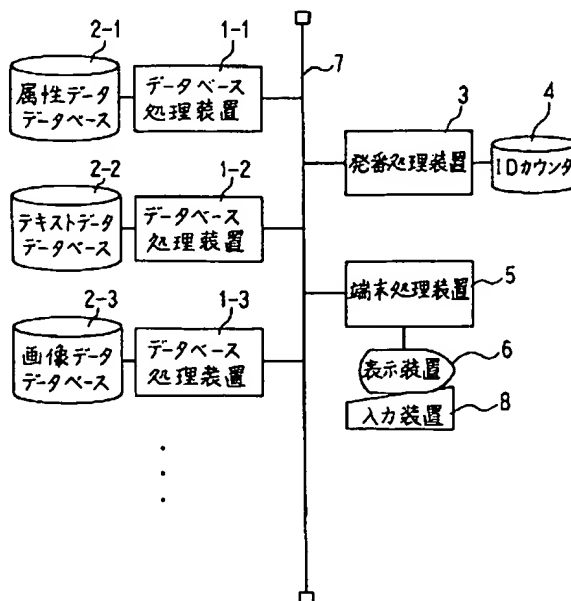 2-1
1-1
属性データ
データベース
データベース
処理装置
7
3
4
発番処理装置
IDカウンタ
2-2
1-2
テキストデータ
データベース
データベース
処理装置
端末処理装置
5
2-3
1-3
画像データ
データベース
データベース
処理装置
表示装置
6
入力装置
8